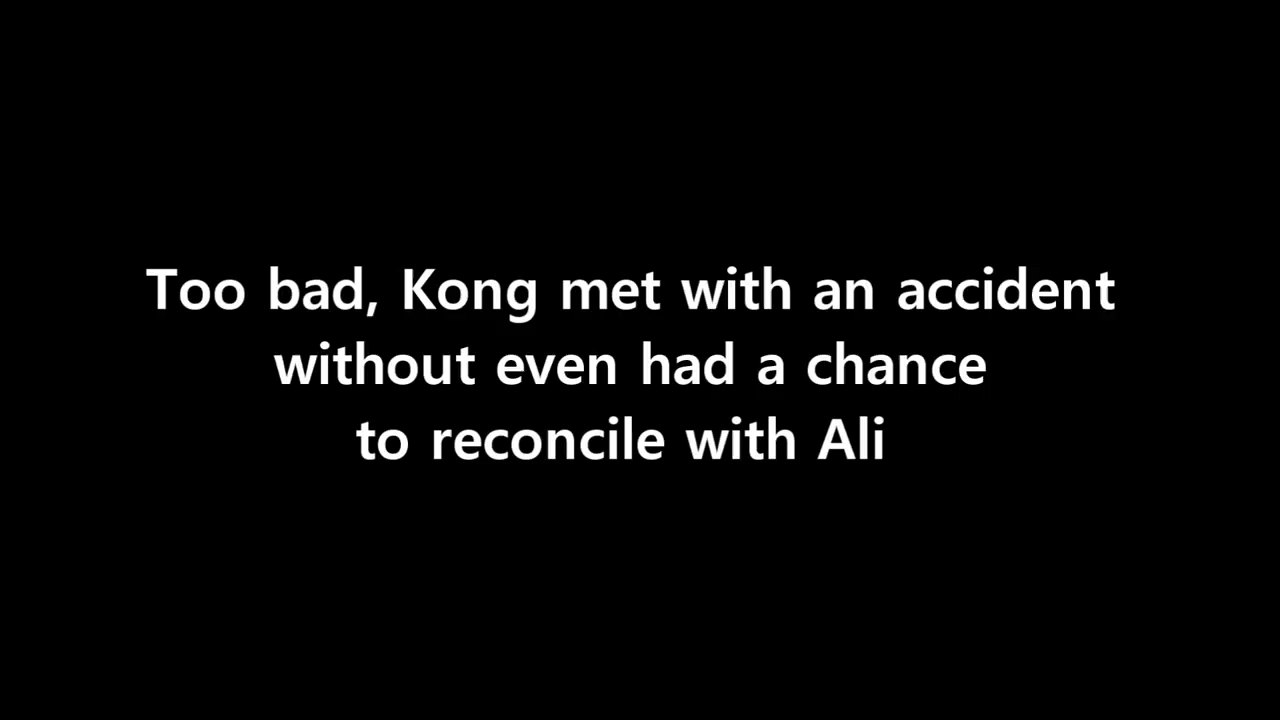 Too bad, Kong met with an accident
without even had a chance
to reconcile with Ali